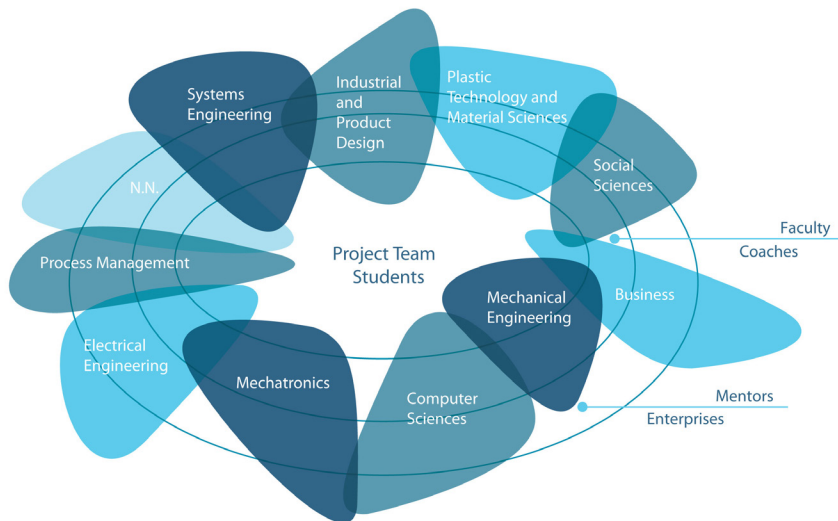 Systems
Engineering
Industrial
and
Product
Design
Plastic
Technology and
Material Sciences
Social
Sciences
N.N.
Process Management
Project Team
Students
Faculty
Coaches
Mechanical
Engineering
Business
Electrical
Engineering
Mechatronics
Computer
Sciences
Mentors
Enterprises